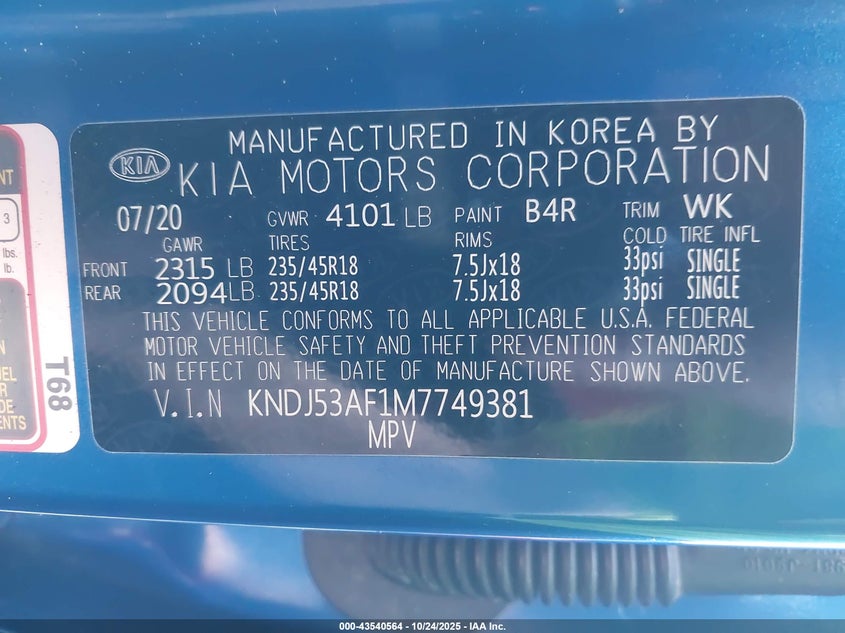 MANUFACTURED IN KOREA BY
KIA
KIA MOTORS CORPORATION
07/20 GVWR 4101 LB PAINT B4R TRIM WK
GAWR TIRES RIMS COLD TIRE INFL
FRONT 2315 LB 235/45R18 7.5Jx18 33psi SINGLE
REAR 2094 LB 235/45R18 7.5Jx18 33psi SINGLE
THIS VEHICLE CONFORMS TO ALL APPLICABLE U.S.A. FEDERAL
MOTOR VEHICLE SAFETY AND THEFT PREVENTION STANDARDS
IN EFFECT ON THE DATE OF MANUFACTURE SHOWN ABOVE.
V.I.N KNDJ53AF1M7749381
MPV
3
lbs.
lb.
T68
000-43540564 - 10/24/2025 - IAA Inc.